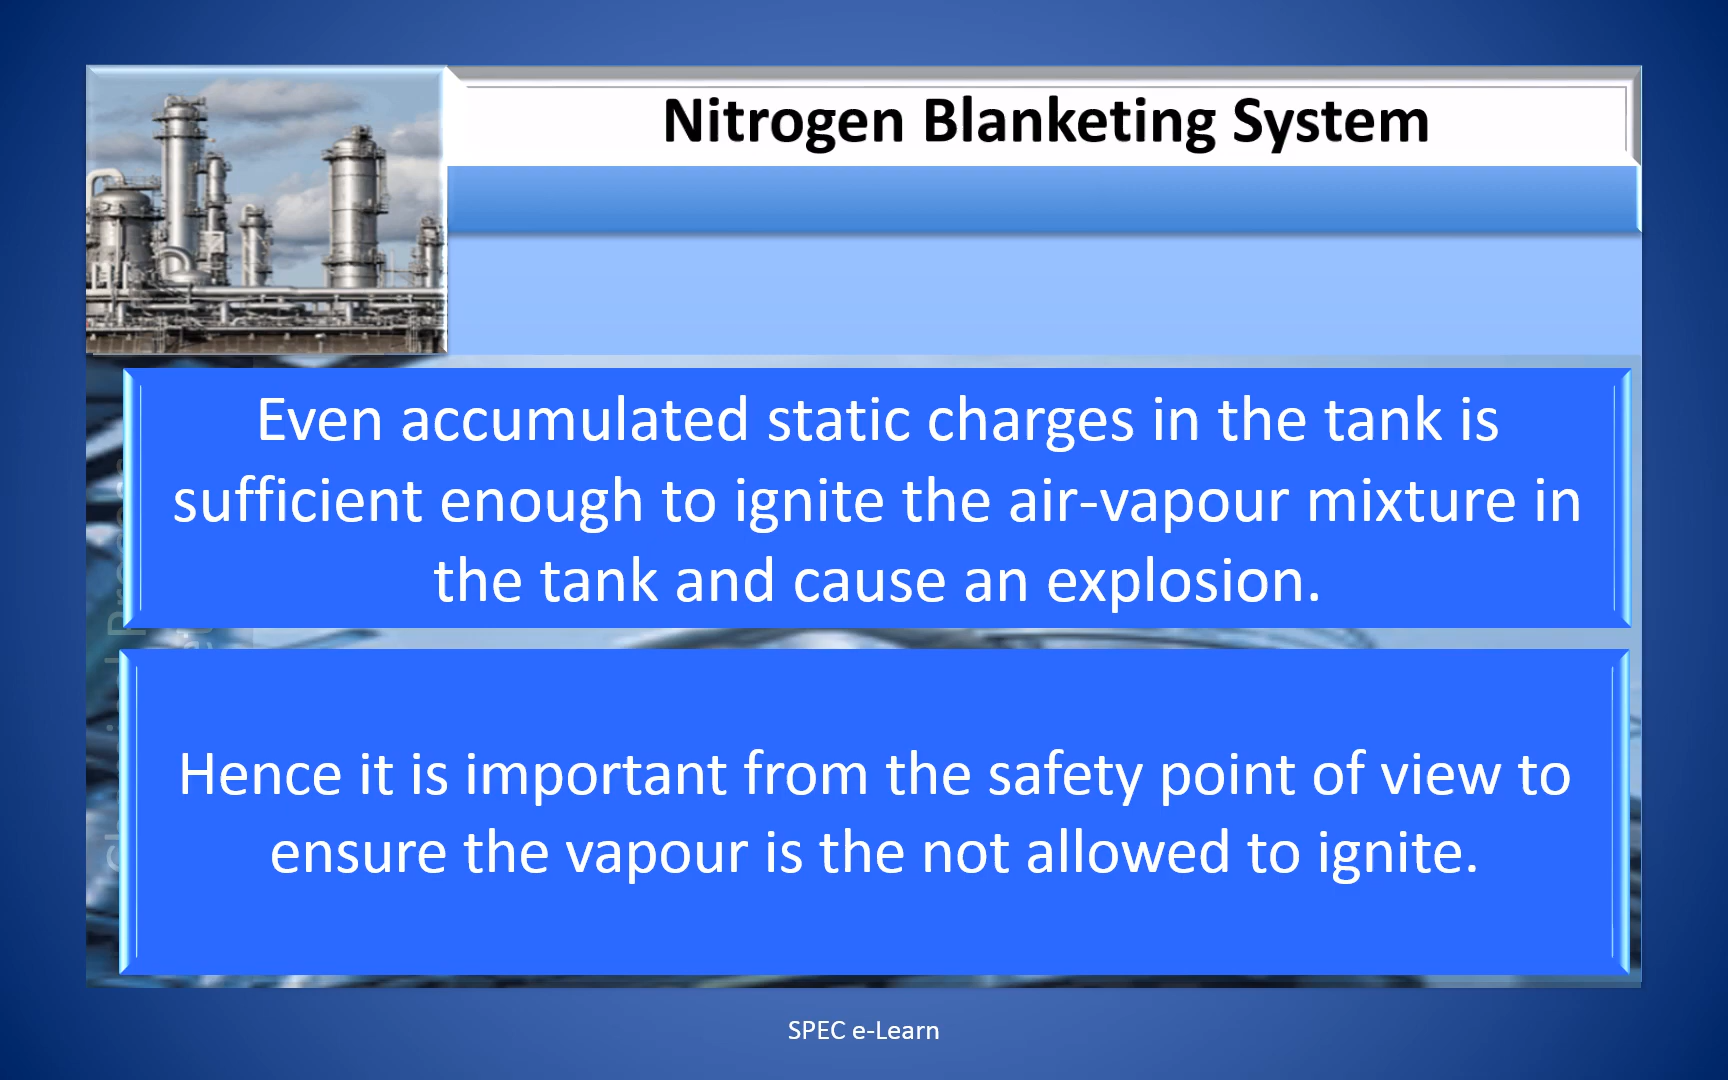 Nitrogen Blanketing System
Even accumulated static charges in the tank is
sufficient enough to ignite the air-vapour mixture in
the tank and cause an explosion.
Hence it is important from the safety point of view to
ensure the vapour is the not allowed to ignite.
SPEC e-Learn